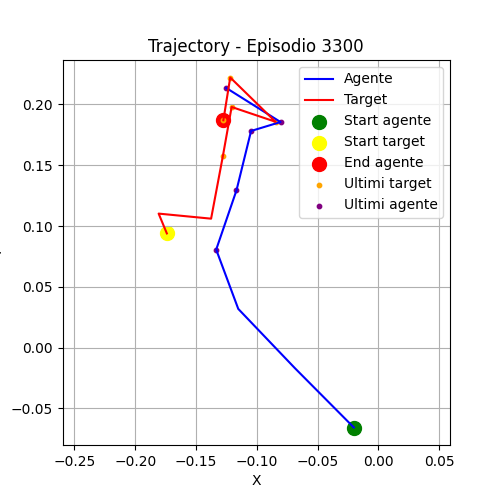 Trajectory - Episodio 3300
Agente
Target
Start agente
Start target
End agente
Ultimi target
Ultimi agente
0.20
0.15
0.10
0.05
0.00
−0.05
−0.25
−0.20
−0.15
−0.10
−0.05
0.00
0.05
X